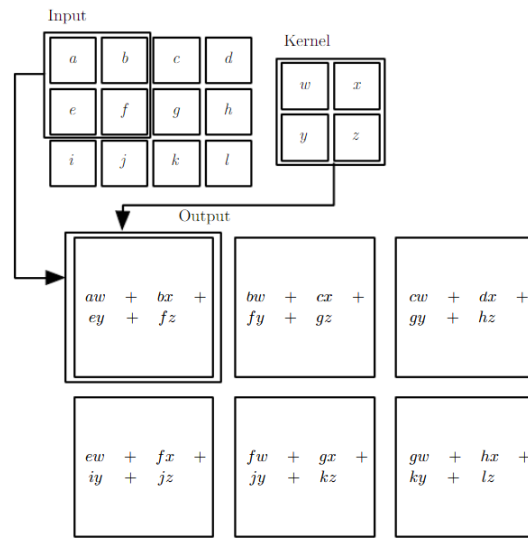 Input
Kernel
a b c d
w x
e f g h
y z
i j k l
Output
aw + bx +
ey + fz
bw + cx +
fy + gz
cw + dx +
gy + hz
ew + fx +
iy + jz
fw + gx +
jy + kz
gw + hx +
ky + lz